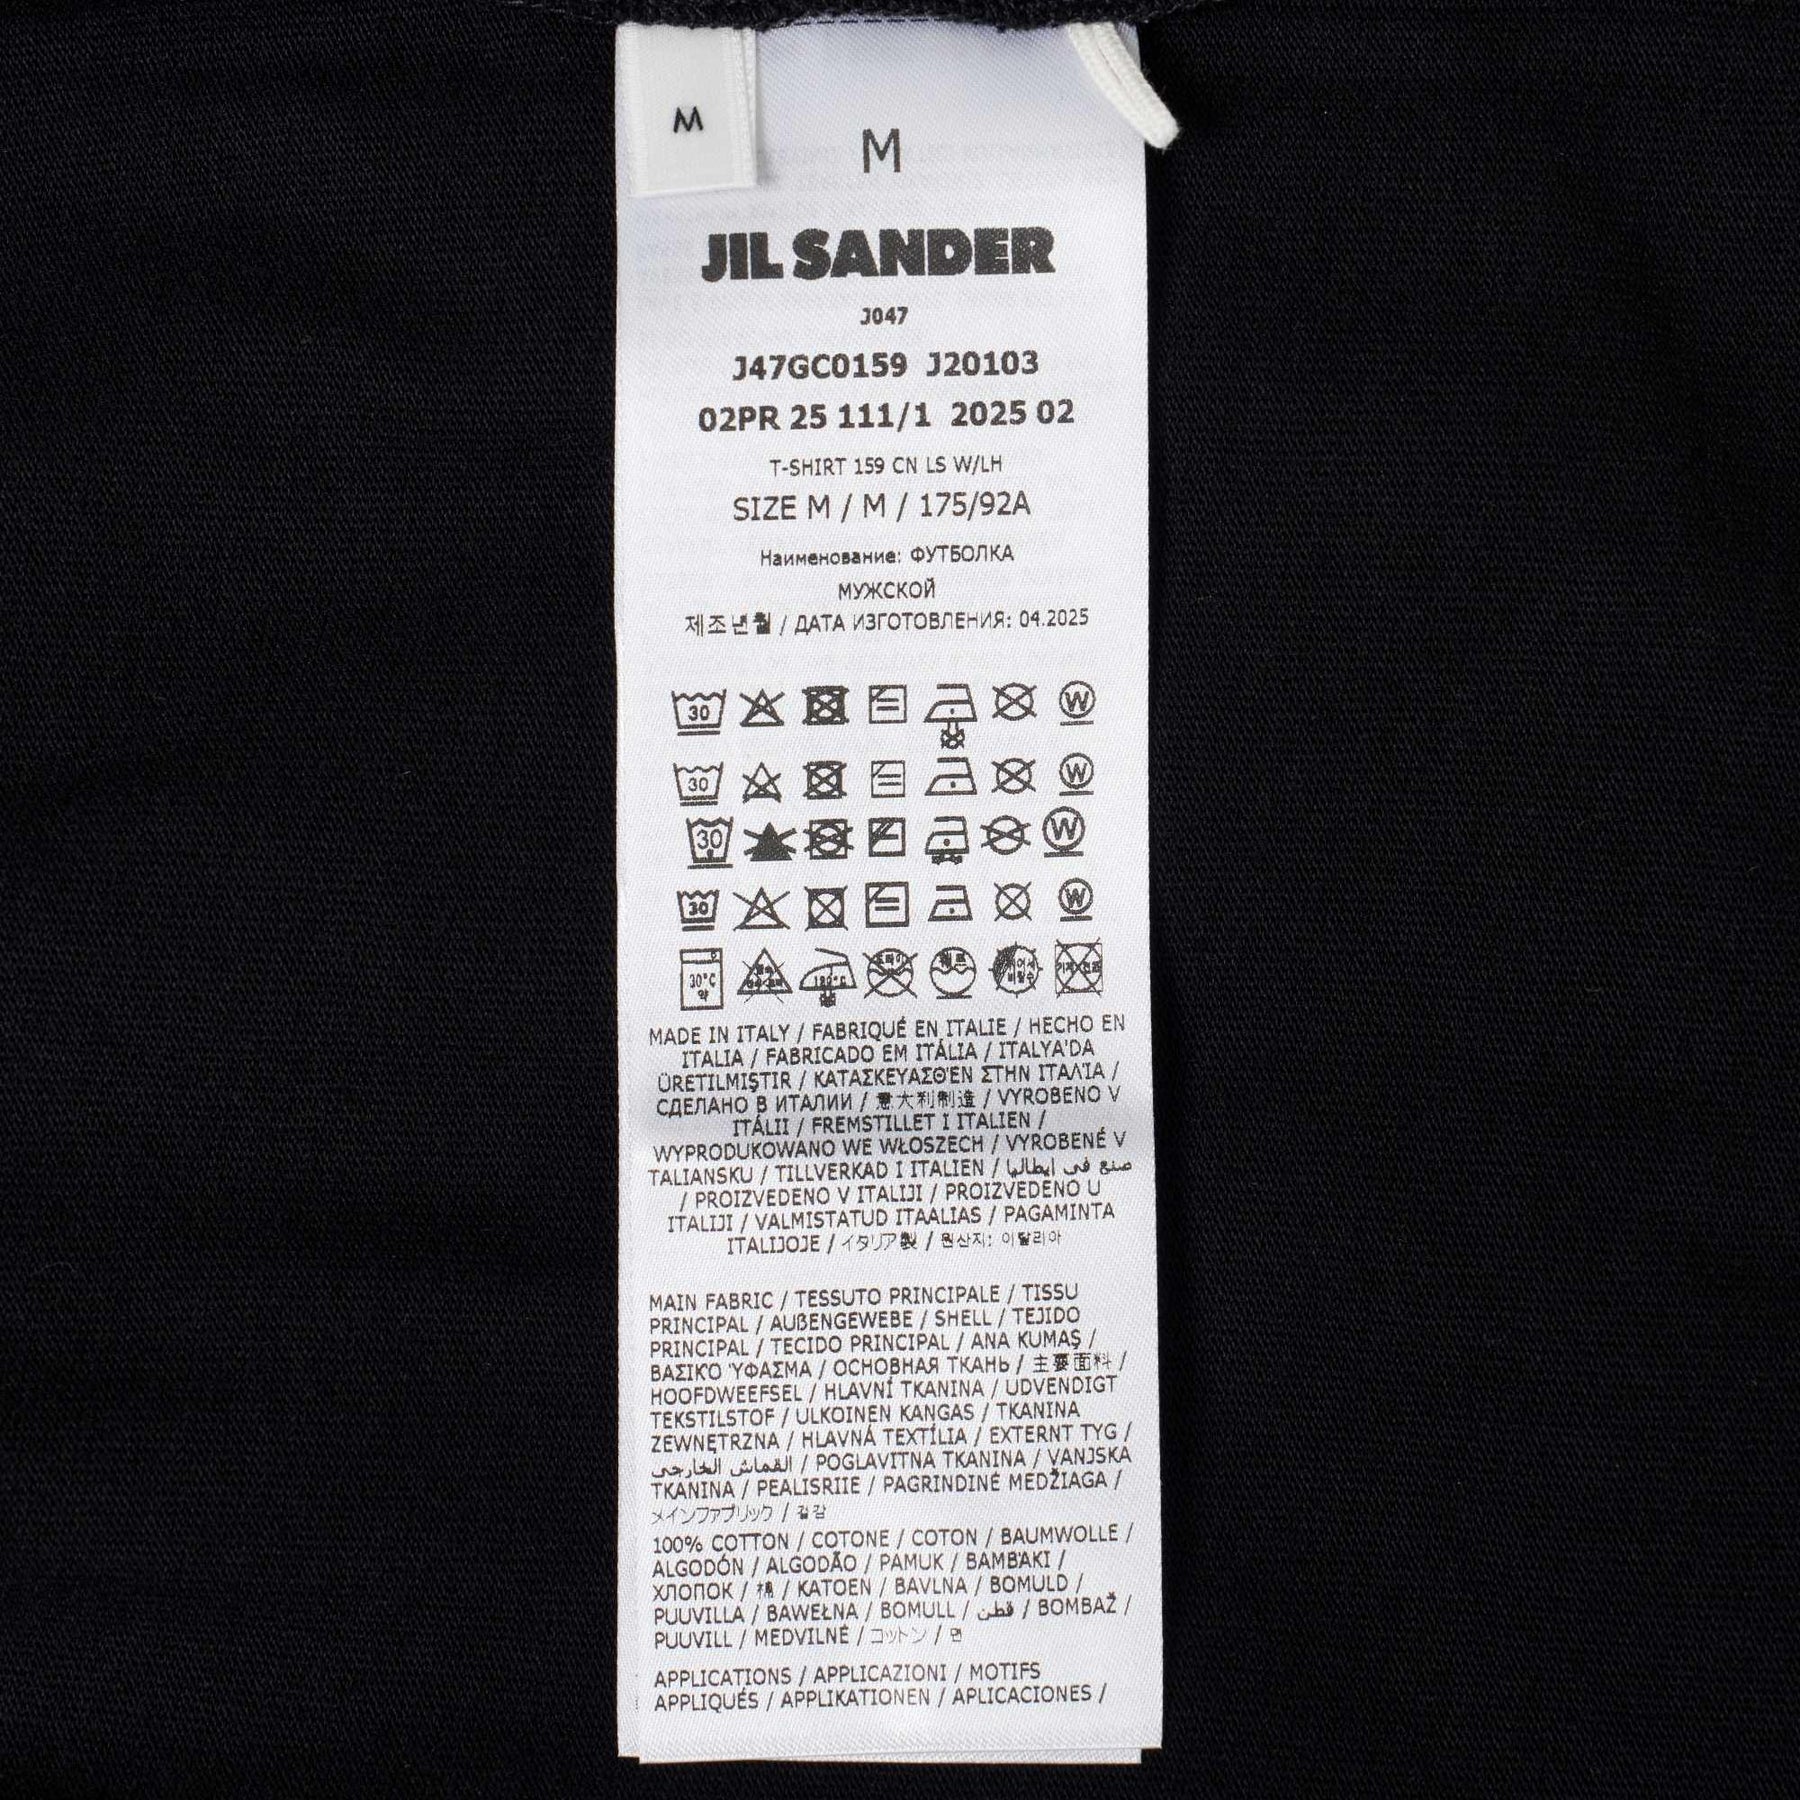 M
M
JIL SANDER
J047
J47GC0159 J20103
02PR 25 111/1 2025 02
T-SHIRT 159 CN LS W/LH
SIZE M / M / 175/92A
Наименование: ФУТБОЛКА
МУЖСКОЙ
제조년월 / ДАТА ИЗГОТОВЛЕНИЯ: 04.2025
30 W
30 W
30 W
30 W
30°C 약
MADE IN ITALY / FABRIQUÉ EN ITALIE / HECHO EN
ITALIA / FABRICADO EM ITÁLIA / ITALYA'DA
ÜRETILMIŞTIR / ΚΑΤΑΣΚΕΥΑΣΘΈΝ ΣΤΗΝ ΙΤΑΛΊΑ /
СДЕЛАНО В ИТАЛИИ / 意大利制造 / VYROBENO V
ITÁLII / FREMSTILLET I ITALIEN /
WYPRODUKOWANO WE WŁOSZECH / VYROBENÉ V
TALIANSKU / TILLVERKAD I ITALIEN / صنع في ايطاليا
/ PROIZVEDENO V ITALIJI / PROIZVEDENO U
ITALIJI / VALMISTATUD ITAALIAS / PAGAMINTA
ITALIJOJE / イタリア製 / 원산지: 이탈리아
MAIN FABRIC / TESSUTO PRINCIPALE / TISSU
PRINCIPAL / AUßENGEWEBE / SHELL / TEJIDO
PRINCIPAL / TECIDO PRINCIPAL / ANA KUMAŞ /
ΒΑΣΙΚΌ ΎΦΑΣΜΑ / ОСНОВНАЯ ТКАНЬ / 主要面料 /
HOOFDWEEFSEL / HLAVNÍ TKANINA / UDVENDIGT
TEKSTILSTOF / ULKOINEN KANGAS / TKANINA
ZEWNĘTRZNA / HLAVNÁ TEXTÍLIA / EXTERNT TYG /
القماش الخارجي / POGLAVITNA TKANINA / VANJSKA
TKANINA / PEALISRIIE / PAGRINDINĖ MEDŽIAGA /
メインファブリック / 겉감
100% COTTON / COTONE / COTON / BAUMWOLLE /
ALGODÓN / ALGODÃO / PAMUK / ΒΑΜΒΆΚΙ /
ХЛОПОК / 棉 / KATOEN / BAVLNA / BOMULD /
PUUVILLA / BAWEŁNA / BOMULL / قطن / BOMBAŽ /
PUUVILL / MEDVILNĖ / コットン / 면
APPLICATIONS / APPLICAZIONI / MOTIFS
APPLIQUÉS / APPLIKATIONEN / APLICACIONES /